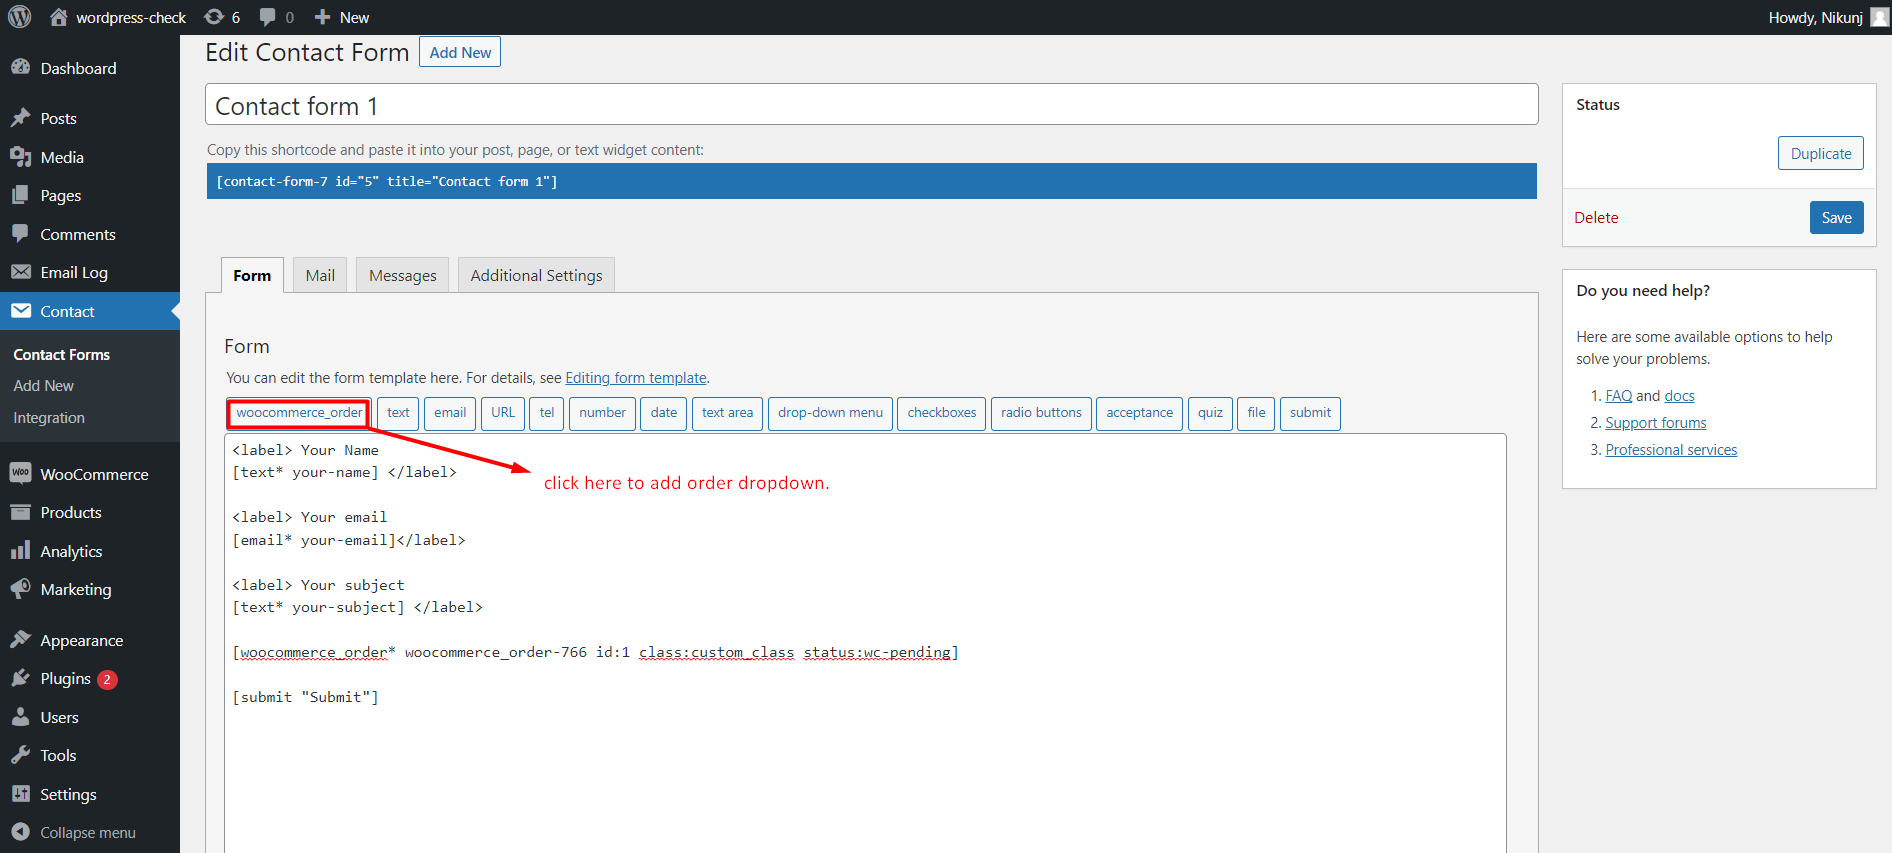 wordpress-check 6 0 New Howdy, Nikunj
Dashboard
Posts
Media
Pages
Comments
Email Log
Contact
Contact Forms
Add New
Integration
WOO WooCommerce
Products
Analytics
Marketing
Appearance
Plugins 2
Users
Tools
Settings
Collapse menu
Edit Contact Form Add New
Contact form 1
Copy this shortcode and paste it into your post, page, or text widget content:
[contact-form-7 id="5" title="Contact form 1"]
Form Mail Messages Additional Settings
Form
You can edit the form template here. For details, see Editing form template.
woocommerce_order text email URL tel number date text area drop-down menu checkboxes radio buttons acceptance quiz file submit
<label> Your Name
[text* your-name] </label>
click here to add order dropdown.
<label> Your email
[email* your-email]</label>
<label> Your subject
[text* your-subject] </label>
[woocommerce_order* woocommerce_order-766 id:1 class:custom_class status:wc-pending]
[submit "Submit"]
Status
Duplicate
Delete Save
Do you need help?
Here are some available options to help
solve your problems.
1. FAQ and docs
2. Support forums
3. Professional services